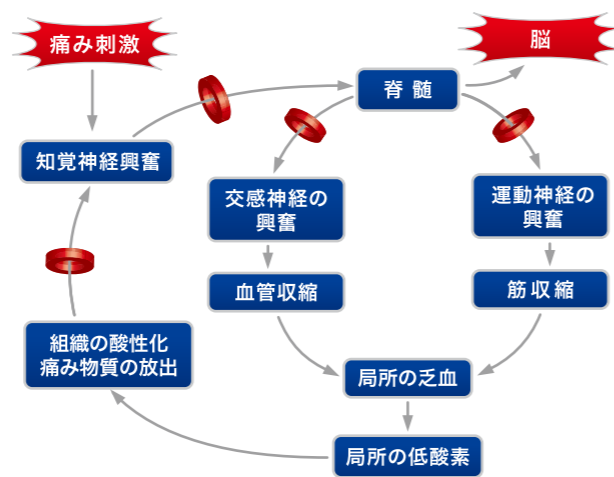 痛み刺激
脳
脊髄
知覚神経興奮
交感神経の
興奮
運動神経の
興奮
血管収縮
筋収縮
組織の酸性化
痛み物質の放出
局所の乏血
局所の低酸素